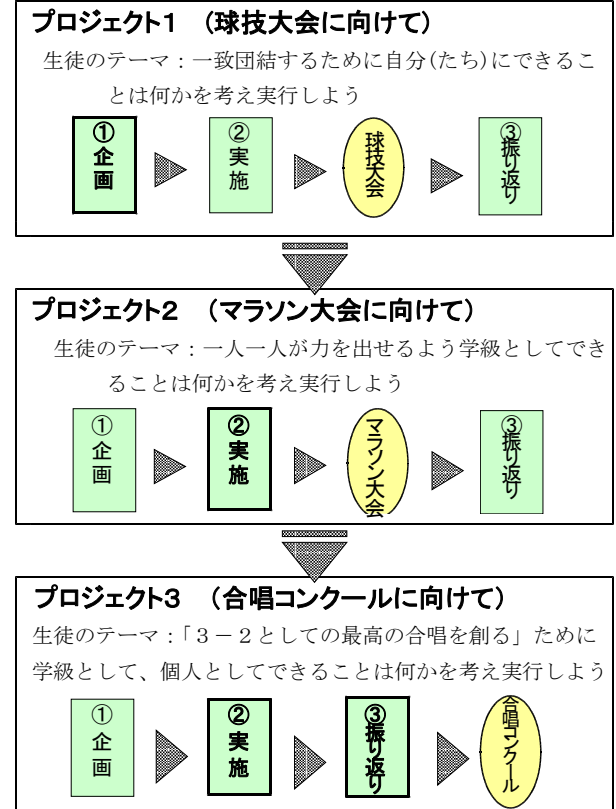 プロジェクト1 （球技大会に向けて）
生徒のテーマ：一致団結するために自分(たち)にできるこ
とは何かを考え実行しよう
①企画
②実施
球技大会
③振り返り
プロジェクト2 （マラソン大会に向けて）
生徒のテーマ：一人一人が力を出せるよう学級としてでき
ることは何かを考え実行しよう
①企画
②実施
マラソン大会
③振り返り
プロジェクト3 （合唱コンクールに向けて）
生徒のテーマ：「３－２としての最高の合唱を創る」ために
学級として、個人としてできることは何かを考え実行しよう
①企画
②実施
③振り返り
合唱コンクール